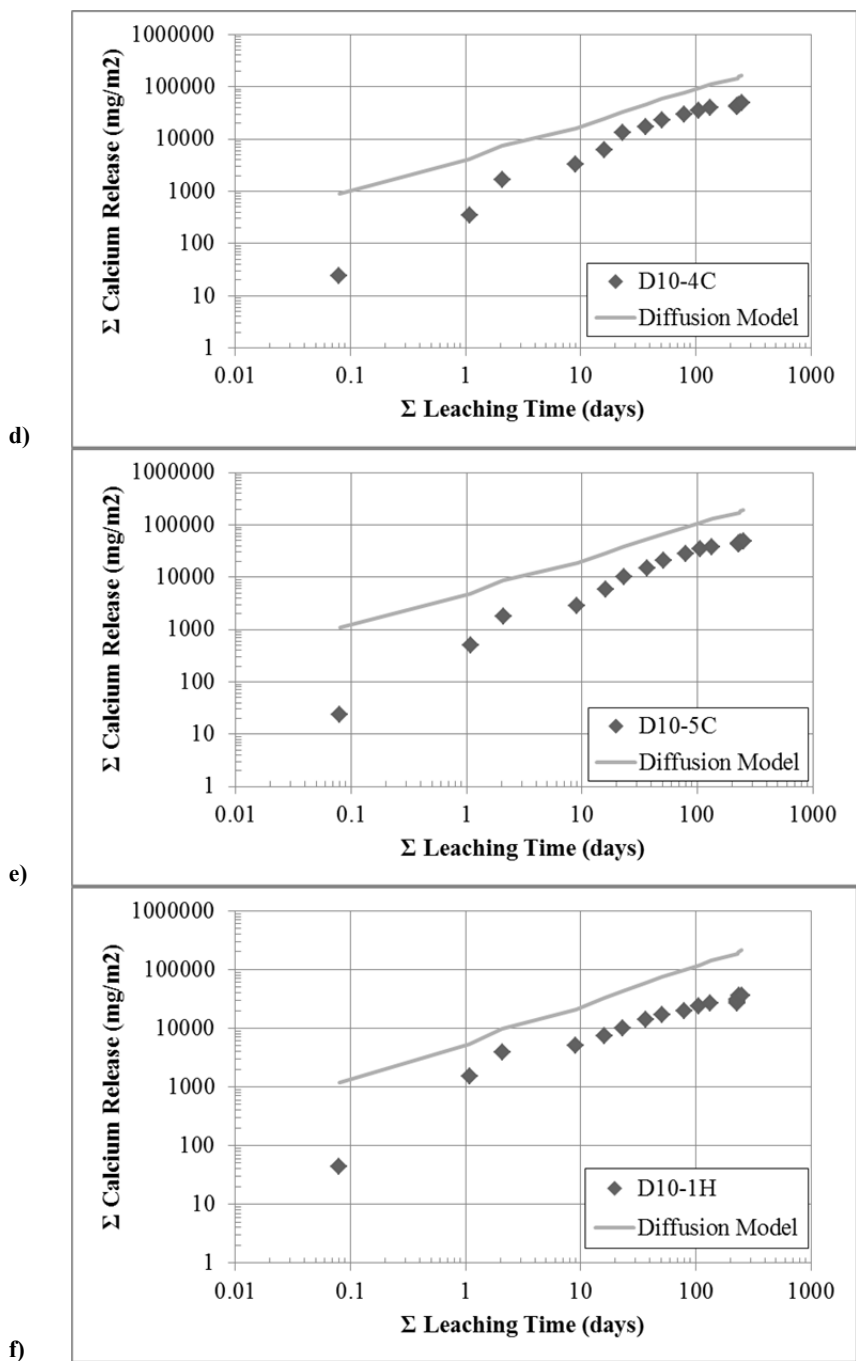 1000000
100000
10000
1000
100
10
1
0.01 0.1 1 10 100 1000
Σ Calcium Release (mg/m2)
Σ Leaching Time (days)
D10-4C
Diffusion Model
d)
1000000
100000
10000
1000
100
10
1
0.01 0.1 1 10 100 1000
Σ Calcium Release (mg/m2)
Σ Leaching Time (days)
D10-5C
Diffusion Model
e)
1000000
100000
10000
1000
100
10
1
0.01 0.1 1 10 100 1000
Σ Calcium Release (mg/m2)
Σ Leaching Time (days)
D10-1H
Diffusion Model
f)